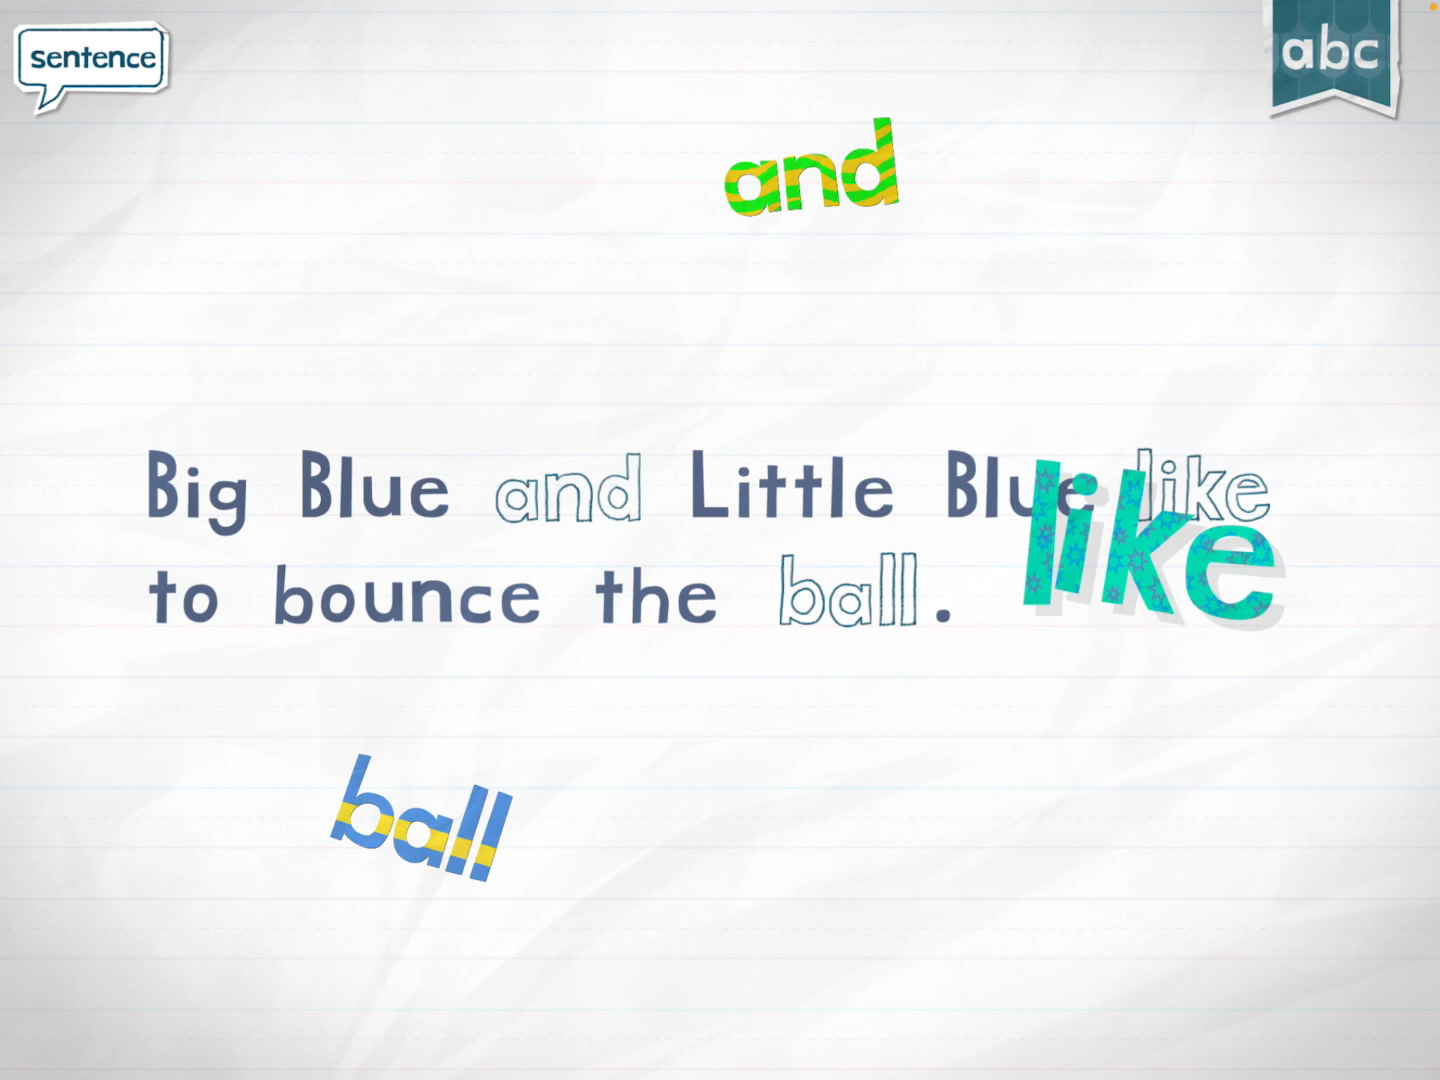 sentence
abc
and
Big Blue and Little Blue like
like
to bounce the ball.
ball